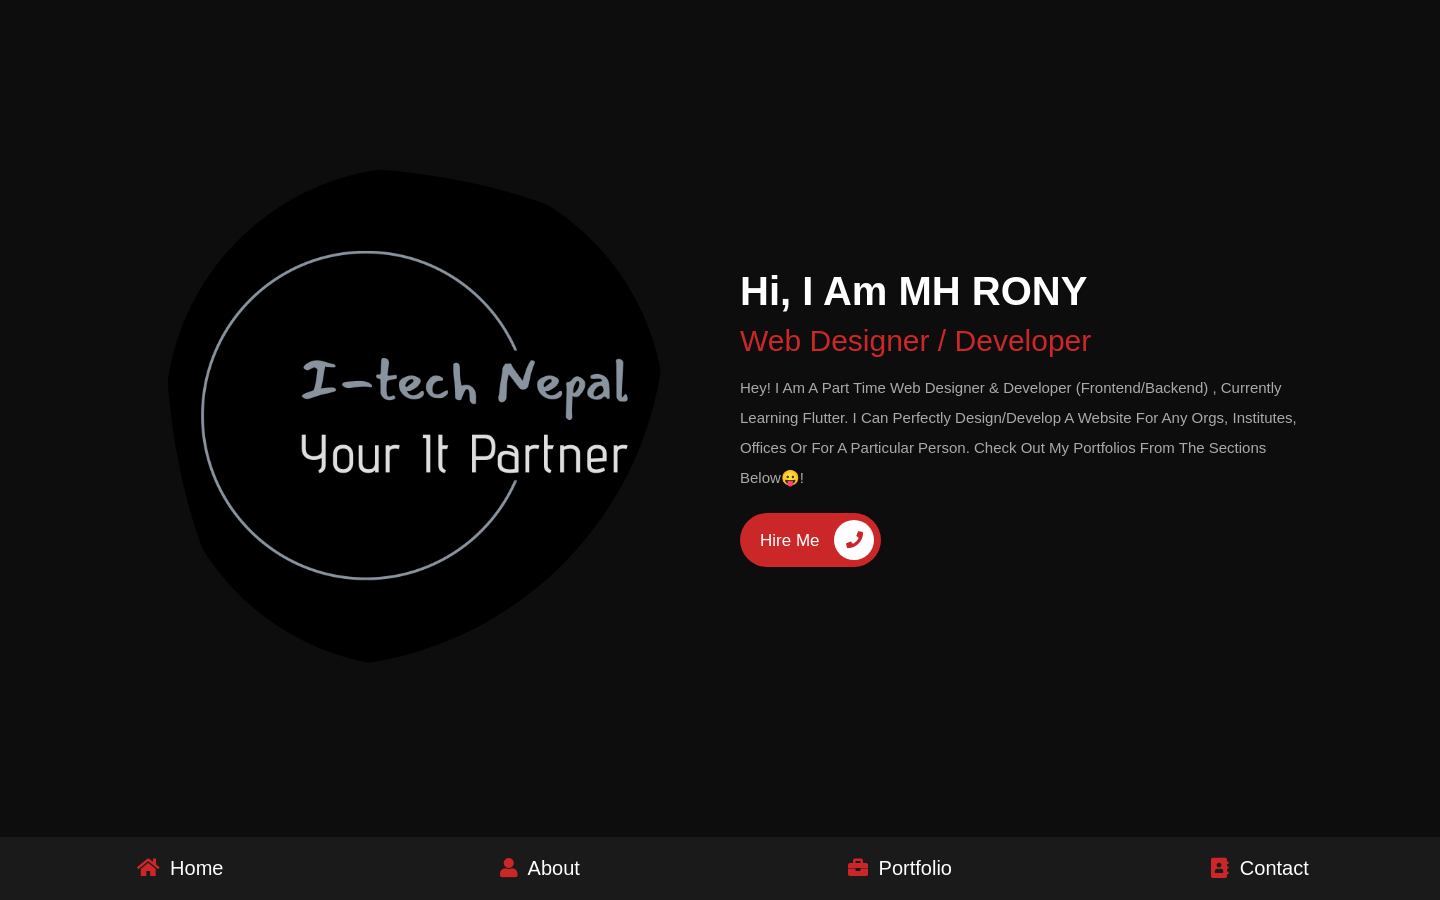 I-tech Nepal
Your It Partner
Hi, I Am MH RONY
Web Designer / Developer
Hey! I Am A Part Time Web Designer & Developer (Frontend/Backend) , Currently
Learning Flutter. I Can Perfectly Design/Develop A Website For Any Orgs, Institutes,
Offices Or For A Particular Person. Check Out My Portfolios From The Sections
Below😛!
Hire Me
Home
About
Portfolio
Contact